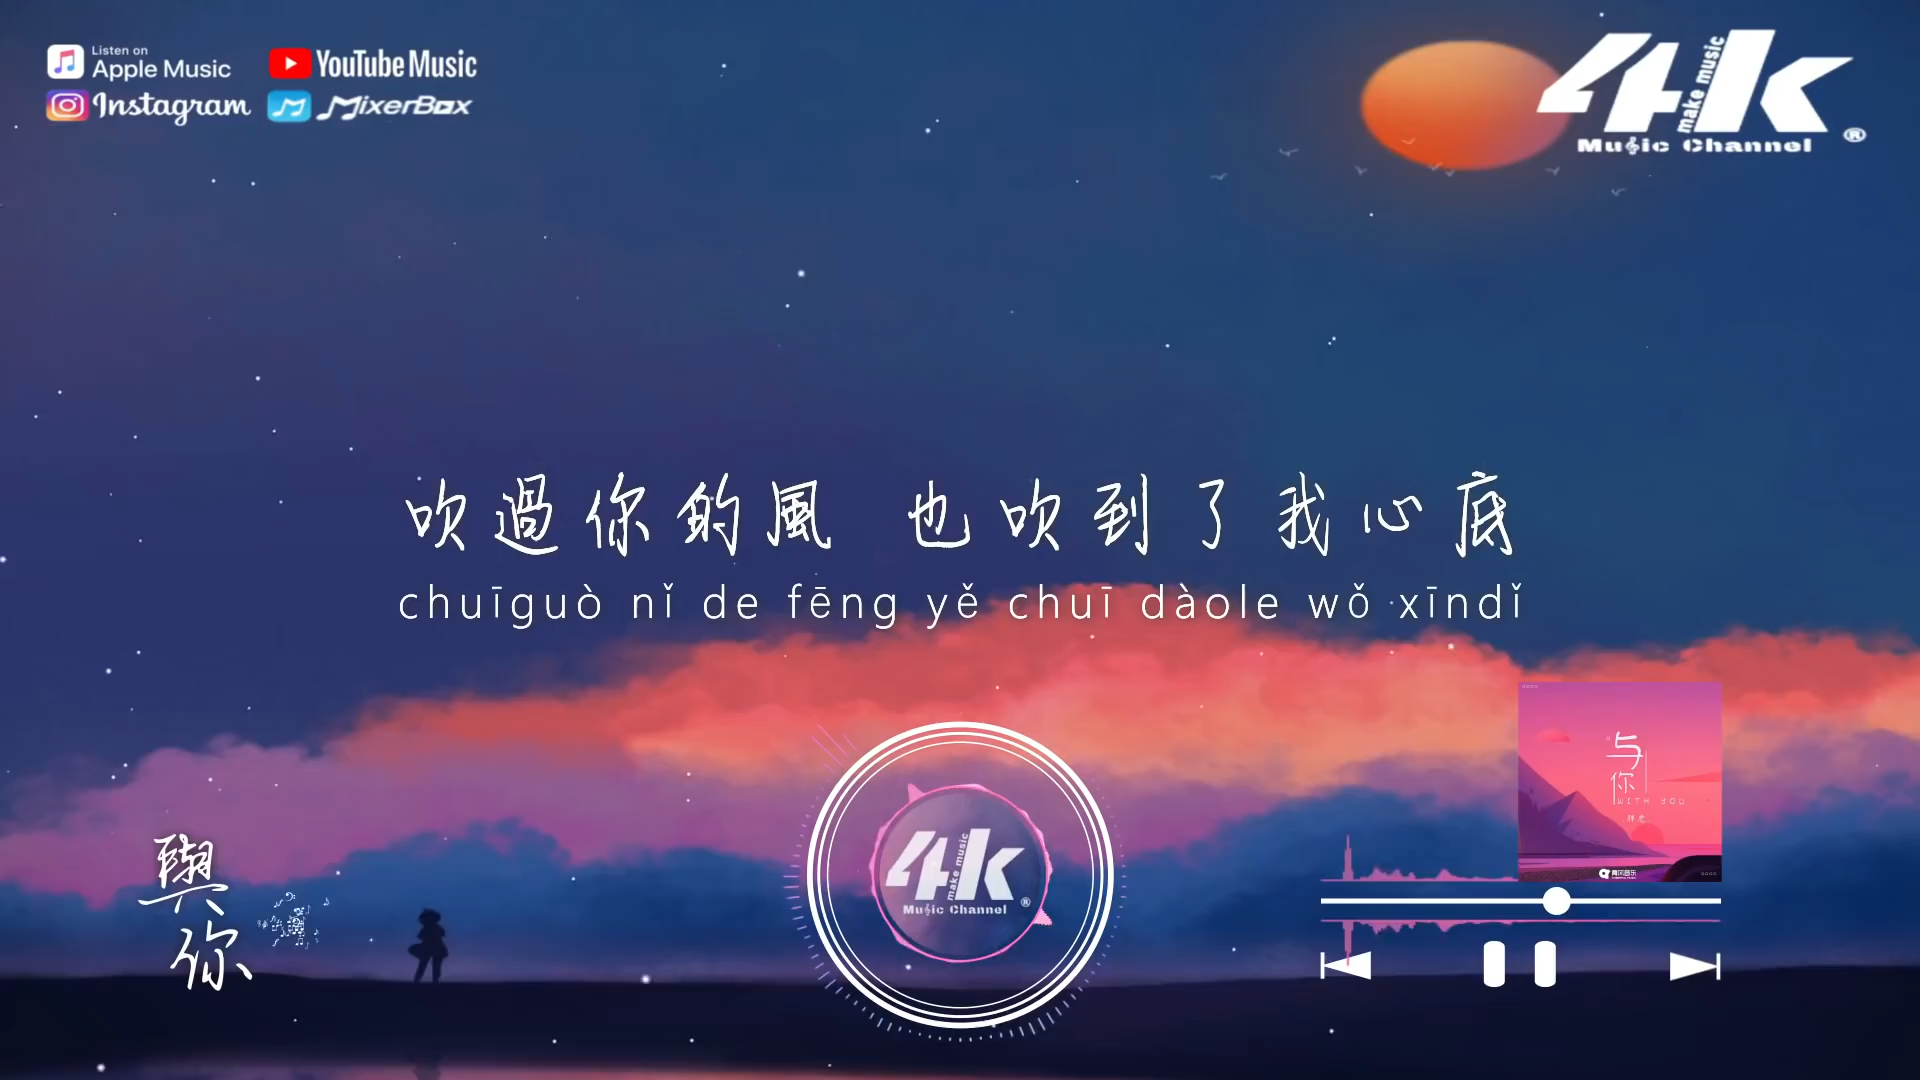 Listen on
Apple Music
YouTube Music
Instagram
MixerBox
4k
make music
Music Channel
®
吹過你的風 也吹到了我心底
chuīguò nǐ de fēng yě chuī dàole wǒ xīndǐ
與
你
4k
make music
Music Channel
®
与
你
WITH YOU